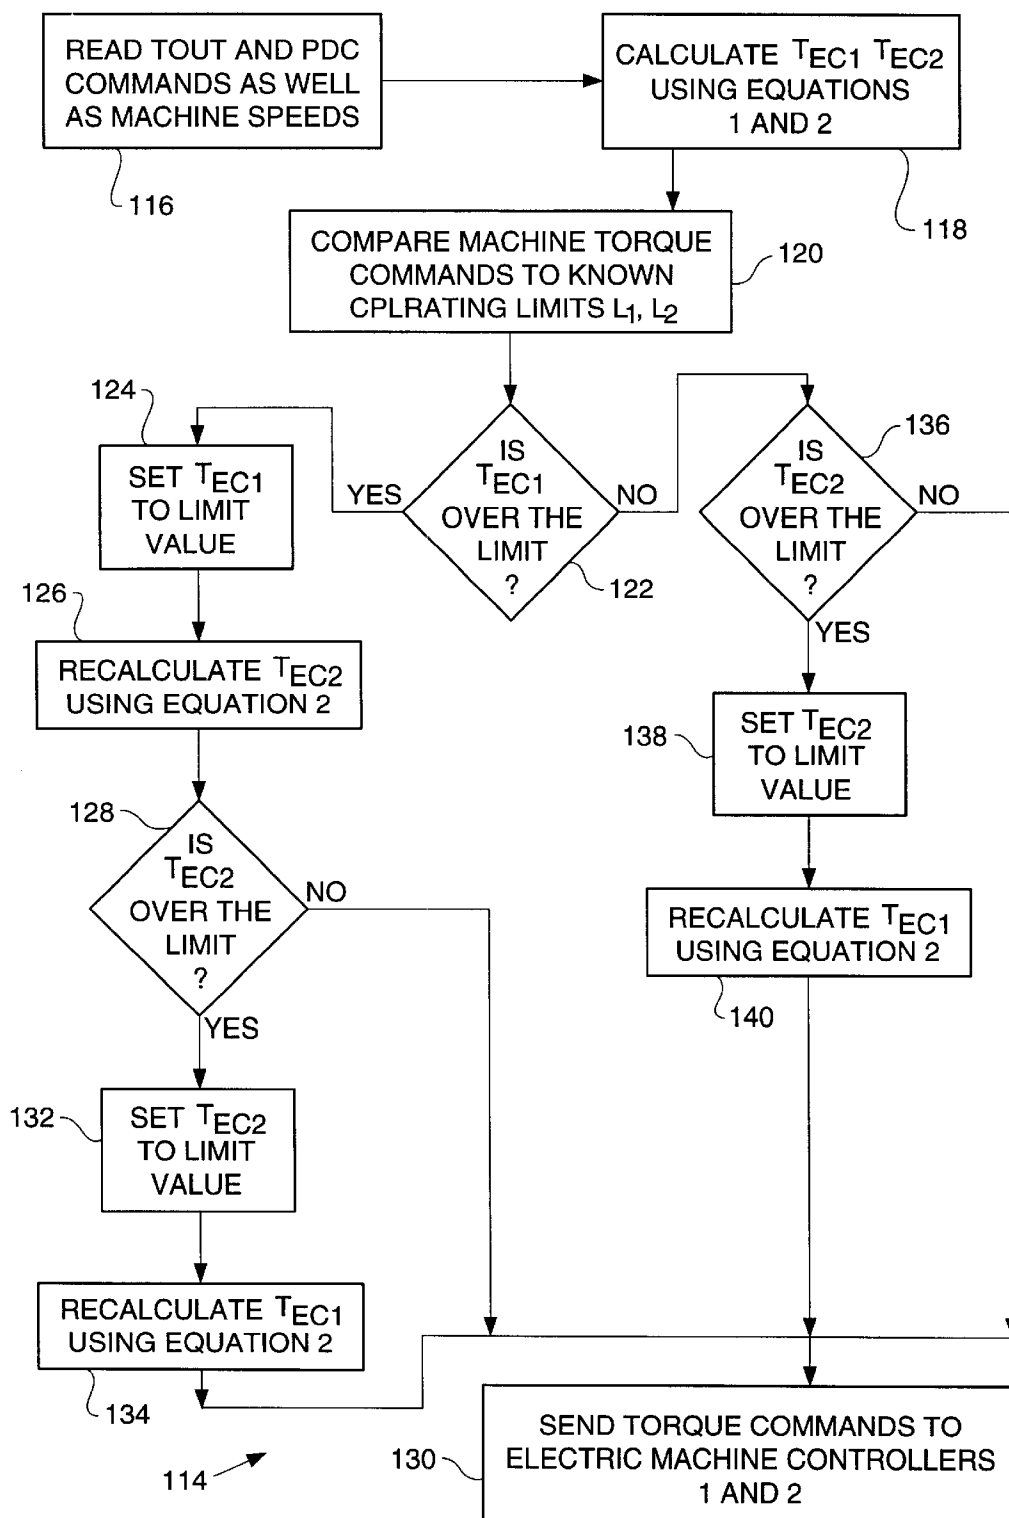 READ TOUT AND PDC
COMMANDS AS WELL
AS MACHINE SPEEDS
116
CALCULATE TEC1 TEC2
USING EQUATIONS
1 AND 2
118
COMPARE MACHINE TORQUE
COMMANDS TO KNOWN
CPLRATING LIMITS L1, L2
120
IS
TEC1
OVER THE
LIMIT
?
YES
NO
122
124
SET TEC1
TO LIMIT
VALUE
126
RECALCULATE TEC2
USING EQUATION 2
128
IS
TEC2
OVER THE
LIMIT
?
NO
YES
132
SET TEC2
TO LIMIT
VALUE
RECALCULATE TEC1
USING EQUATION 2
134
136
IS
TEC2
OVER THE
LIMIT
?
NO
YES
138
SET TEC2
TO LIMIT
VALUE
RECALCULATE TEC1
USING EQUATION 2
140
SEND TORQUE COMMANDS TO
ELECTRIC MACHINE CONTROLLERS
1 AND 2
130
114